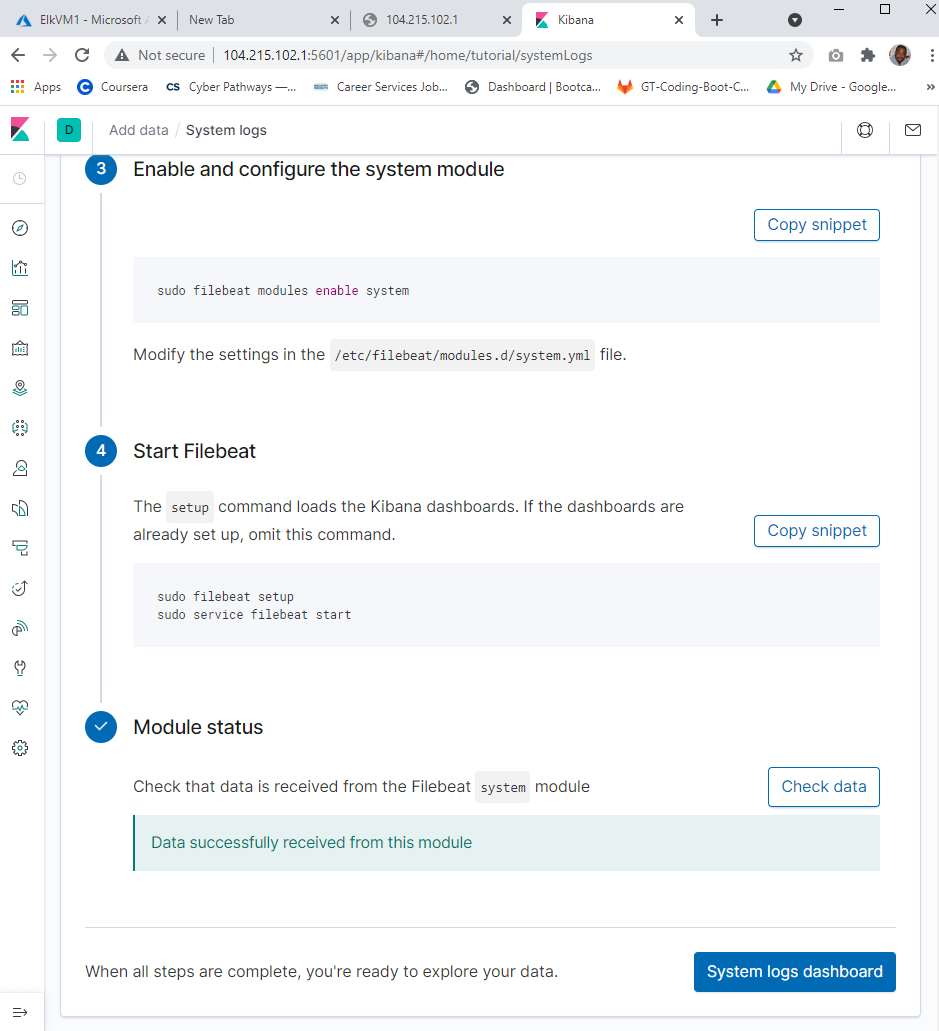 ElkVM1 - Microsoft A
New Tab
104.215.102.1
Kibana
Not secure
104.215.102.1:5601/app/kibana#/home/tutorial/systemLogs
Apps
Coursera
CS
Cyber Pathways —...
Career Services Job...
Dashboard | Bootca...
GT-Coding-Boot-C...
My Drive - Google...
»
D
Add data / System logs
3
Enable and configure the system module
Copy snippet
sudo filebeat modules enable system
Modify the settings in the /etc/filebeat/modules.d/system.yml file.
4
Start Filebeat
The setup command loads the Kibana dashboards. If the dashboards are
already set up, omit this command.
Copy snippet
sudo filebeat setup
sudo service filebeat start
Module status
Check that data is received from the Filebeat system module
Check data
Data successfully received from this module
When all steps are complete, you're ready to explore your data.
System logs dashboard